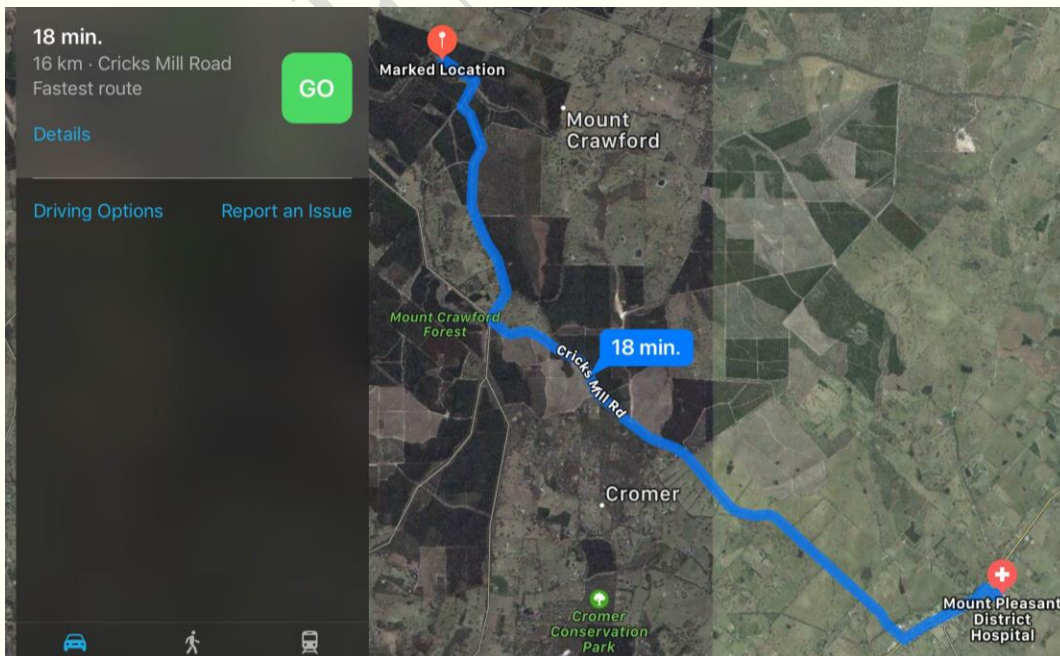 18 min.
16 km · Cricks Mill Road
Fastest route
GO
Details
Driving Options
Report an Issue
Marked Location
Mount
Crawford
Mount Crawford
Forest
18 min.
Cricks Mill Rd
Cromer
Cromer
Conservation
Park
Mount Pleasant
District
Hospital